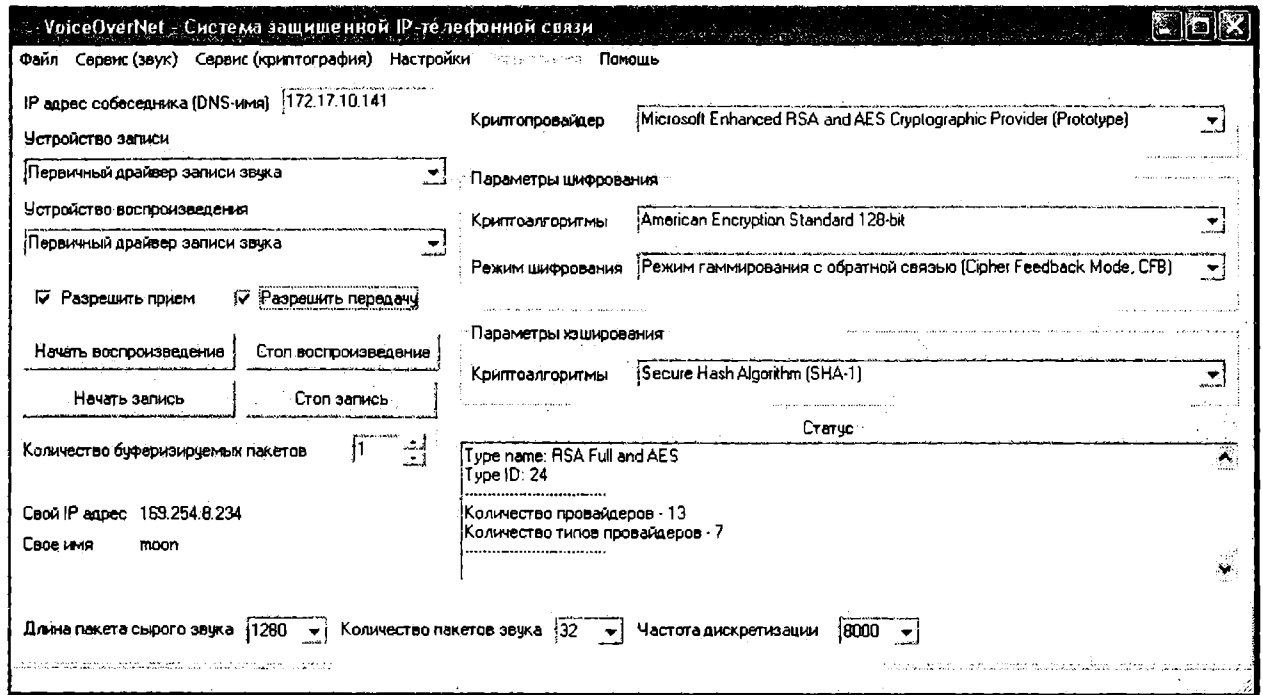 VoiceOverNet - Система защищенной IP-телефонной связи
Файл Сервис (звук) Сервис (криптография) Настройки Помощь
IP адрес собеседника (DNS-имя) 172.17.10.141
Устройство записи
Первичный драйвер записи звука
Устройство воспроизведения
Первичный драйвер записи звука
Разрешить прием Разрешить передачу
Начать воспроизведение Стоп воспроизведение
Начать запись Стоп запись
Количество буферизируемых пакетов 1
Свой IP адрес 169.254.8.234
Свое имя moon
Криптопровайдер Microsoft Enhanced RSA and AES Cryptographic Provider (Prototype)
Параметры шифрования
Криптоалгоритмы American Encryption Standard 128-bit
Режим шифрования Режим гаммирования с обратной связью (Cipher Feedback Mode, CFB)
Параметры хэширования
Криптоалгоритмы Secure Hash Algorithm (SHA-1)
Статус
Type name: RSA Full and AES
Type ID: 24
Количество провайдеров - 13
Количество типов провайдеров - 7
Длина пакета сырого звука 1280 Количество пакетов звука 32 Частота дискретизации 8000